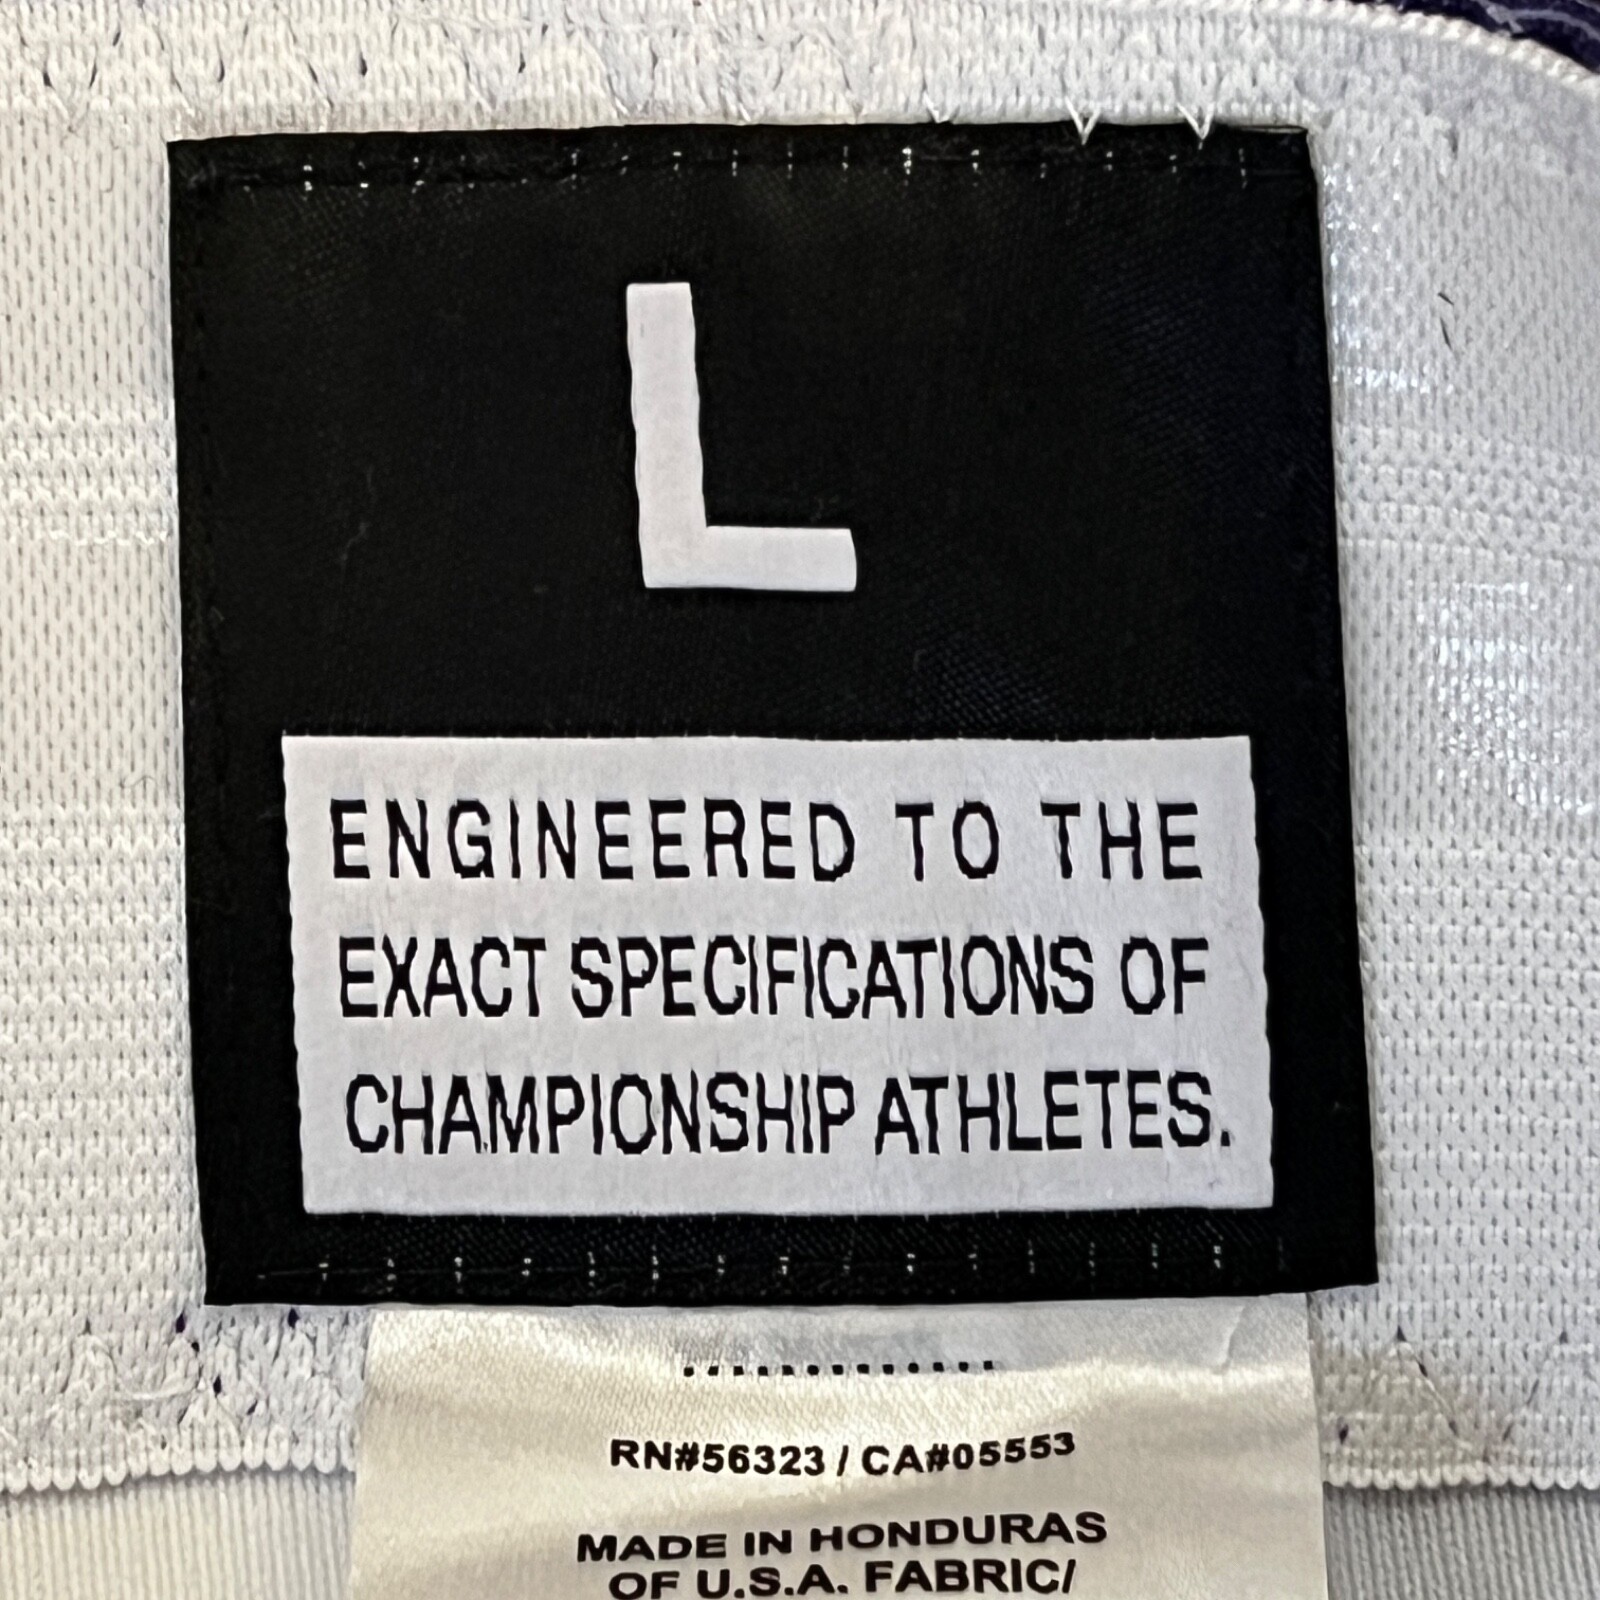 L
ENGINEERED TO THE
EXACT SPECIFICATIONS OF
CHAMPIONSHIP ATHLETES.
RN#56323 / CA#05553
MADE IN HONDURAS
OF U.S.A. FABRIC/